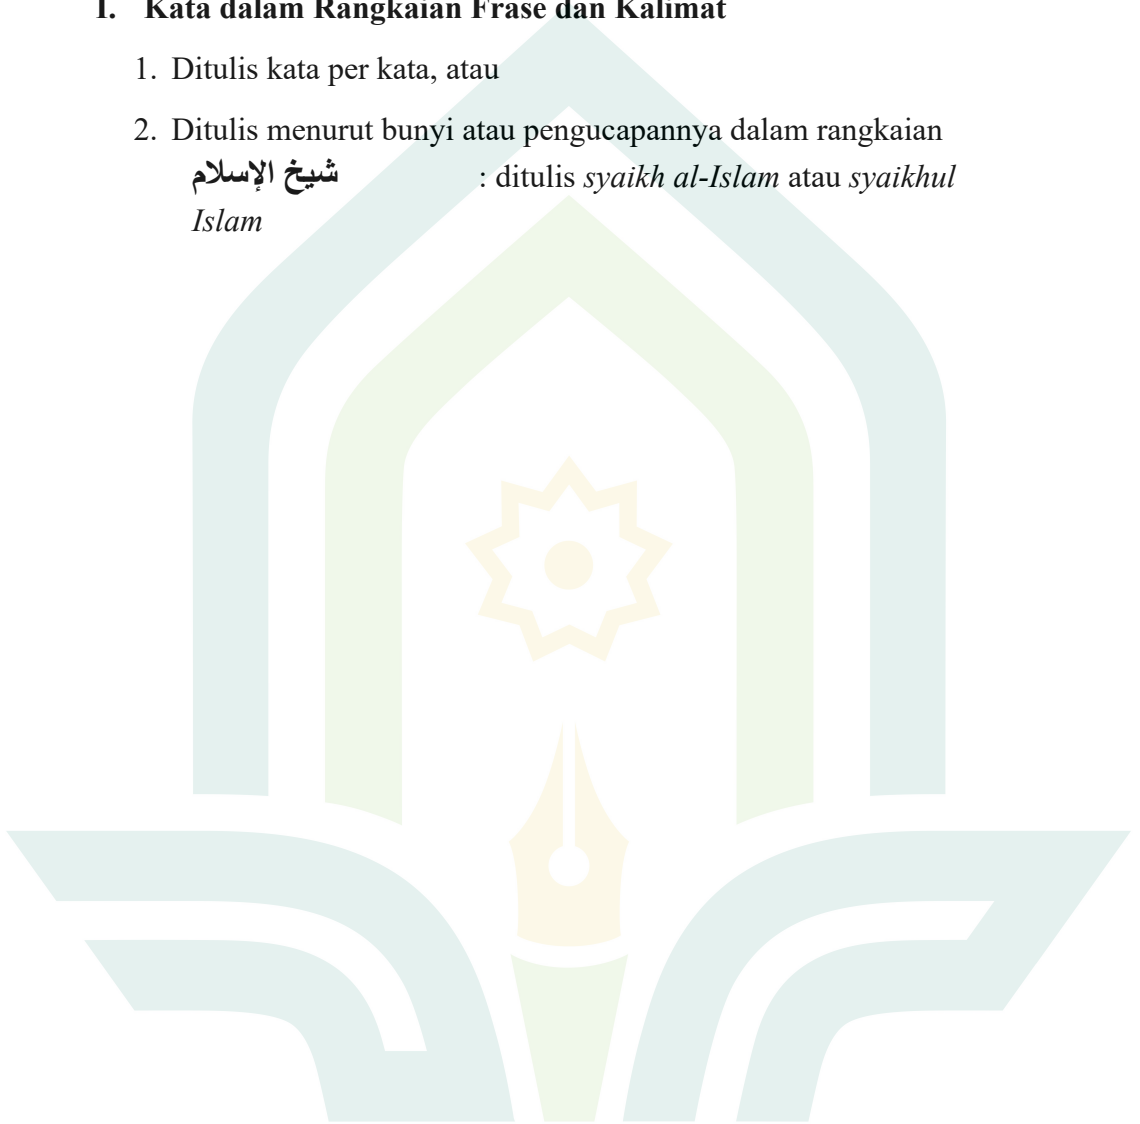 I. Kata dalam Rangkaian Frase dan Kalimat
1. Ditulis kata per kata, atau
2. Ditulis menurut bunyi atau pengucapannya dalam rangkaian
شيخ الإسلام : ditulis syaikh al-Islam atau syaikhul
Islam